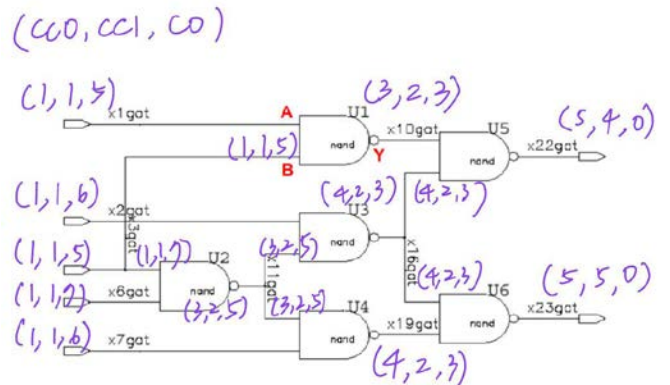 (CC0, CC1, CO)
(1, 1, 5)
x1gat
A
U1
nand
Y
(3, 2, 3)
x10gat
U5
nand
(5, 4, 0)
x22gat
(1, 1, 5)
B
(1, 1, 6)
x2gat
x3gat
(4, 2, 3)
U3
nand
(4, 2, 3)
(1, 1, 5)
(1, 1, 7)
U2
nand
(3, 2, 5)
x11gat
(3, 2, 5)
x16gat
(4, 2, 3)
(1, 1, 7)
x6gat
(3, 2, 5)
U4
nand
x19gat
U6
nand
(5, 5, 0)
x23gat
(1, 1, 6)
x7gat
(4, 2, 3)